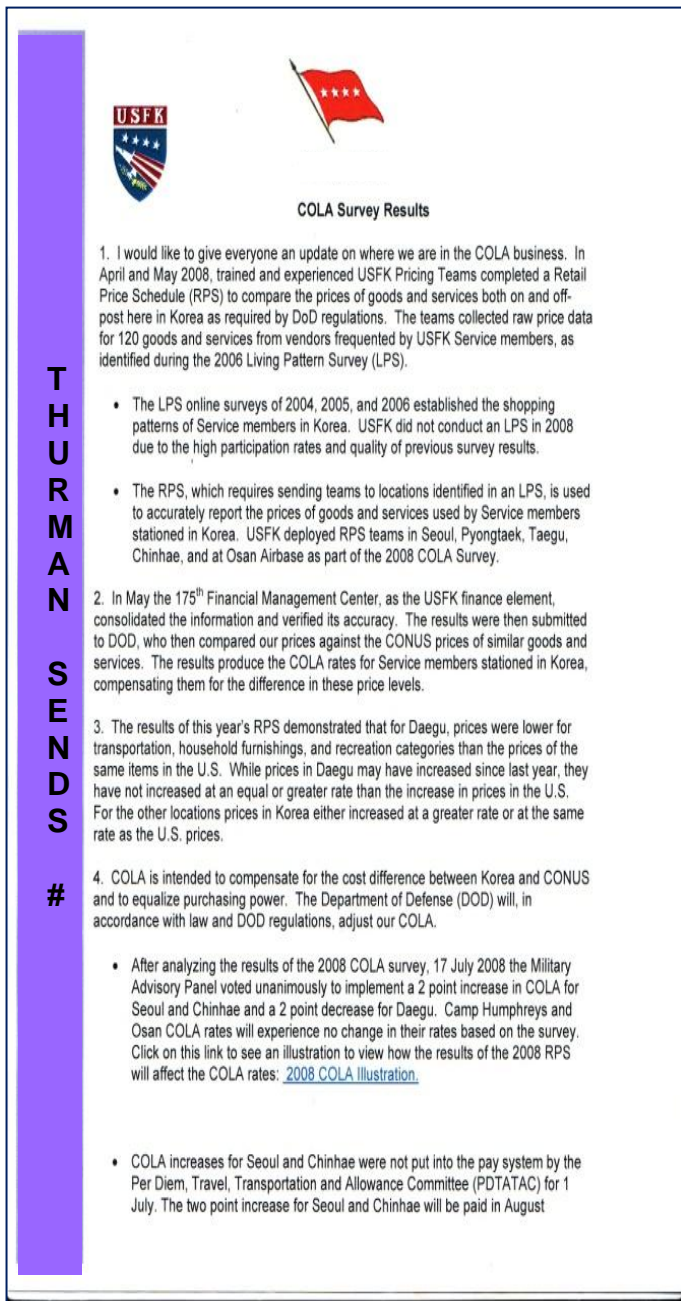 USFK
COLA Survey Results
1. I would like to give everyone an update on where we are in the COLA business. In
April and May 2008, trained and experienced USFK Pricing Teams completed a Retail
Price Schedule (RPS) to compare the prices of goods and services both on and off-
post here in Korea as required by DoD regulations. The teams collected raw price data
for 120 goods and services from vendors frequented by USFK Service members, as
identified during the 2006 Living Pattern Survey (LPS).
• The LPS online surveys of 2004, 2005, and 2006 established the shopping
patterns of Service members in Korea. USFK did not conduct an LPS in 2008
due to the high participation rates and quality of previous survey results.
• The RPS, which requires sending teams to locations identified in an LPS, is used
to accurately report the prices of goods and services used by Service members
stationed in Korea. USFK deployed RPS teams in Seoul, Pyongtaek, Taegu,
Chinhae, and at Osan Airbase as part of the 2008 COLA Survey.
2. In May the 175th Financial Management Center, as the USFK finance element,
consolidated the information and verified its accuracy. The results were then submitted
to DOD, who then compared our prices against the CONUS prices of similar goods and
services. The results produce the COLA rates for Service members stationed in Korea,
compensating them for the difference in these price levels.
3. The results of this year's RPS demonstrated that for Daegu, prices were lower for
transportation, household furnishings, and recreation categories than the prices of the
same items in the U.S. While prices in Daegu may have increased since last year, they
have not increased at an equal or greater rate than the increase in prices in the U.S.
For the other locations prices in Korea either increased at a greater rate or at the same
rate as the U.S. prices.
4. COLA is intended to compensate for the cost difference between Korea and CONUS
and to equalize purchasing power. The Department of Defense (DOD) will, in
accordance with law and DOD regulations, adjust our COLA.
• After analyzing the results of the 2008 COLA survey, 17 July 2008 the Military
Advisory Panel voted unanimously to implement a 2 point increase in COLA for
Seoul and Chinhae and a 2 point decrease for Daegu. Camp Humphreys and
Osan COLA rates will experience no change in their rates based on the survey.
Click on this link to see an illustration to view how the results of the 2008 RPS
will affect the COLA rates: 2008 COLA Illustration.
• COLA increases for Seoul and Chinhae were not put into the pay system by the
Per Diem, Travel, Transportation and Allowance Committee (PDTATAC) for 1
July. The two point increase for Seoul and Chinhae will be paid in August
THURMAN SENDS #